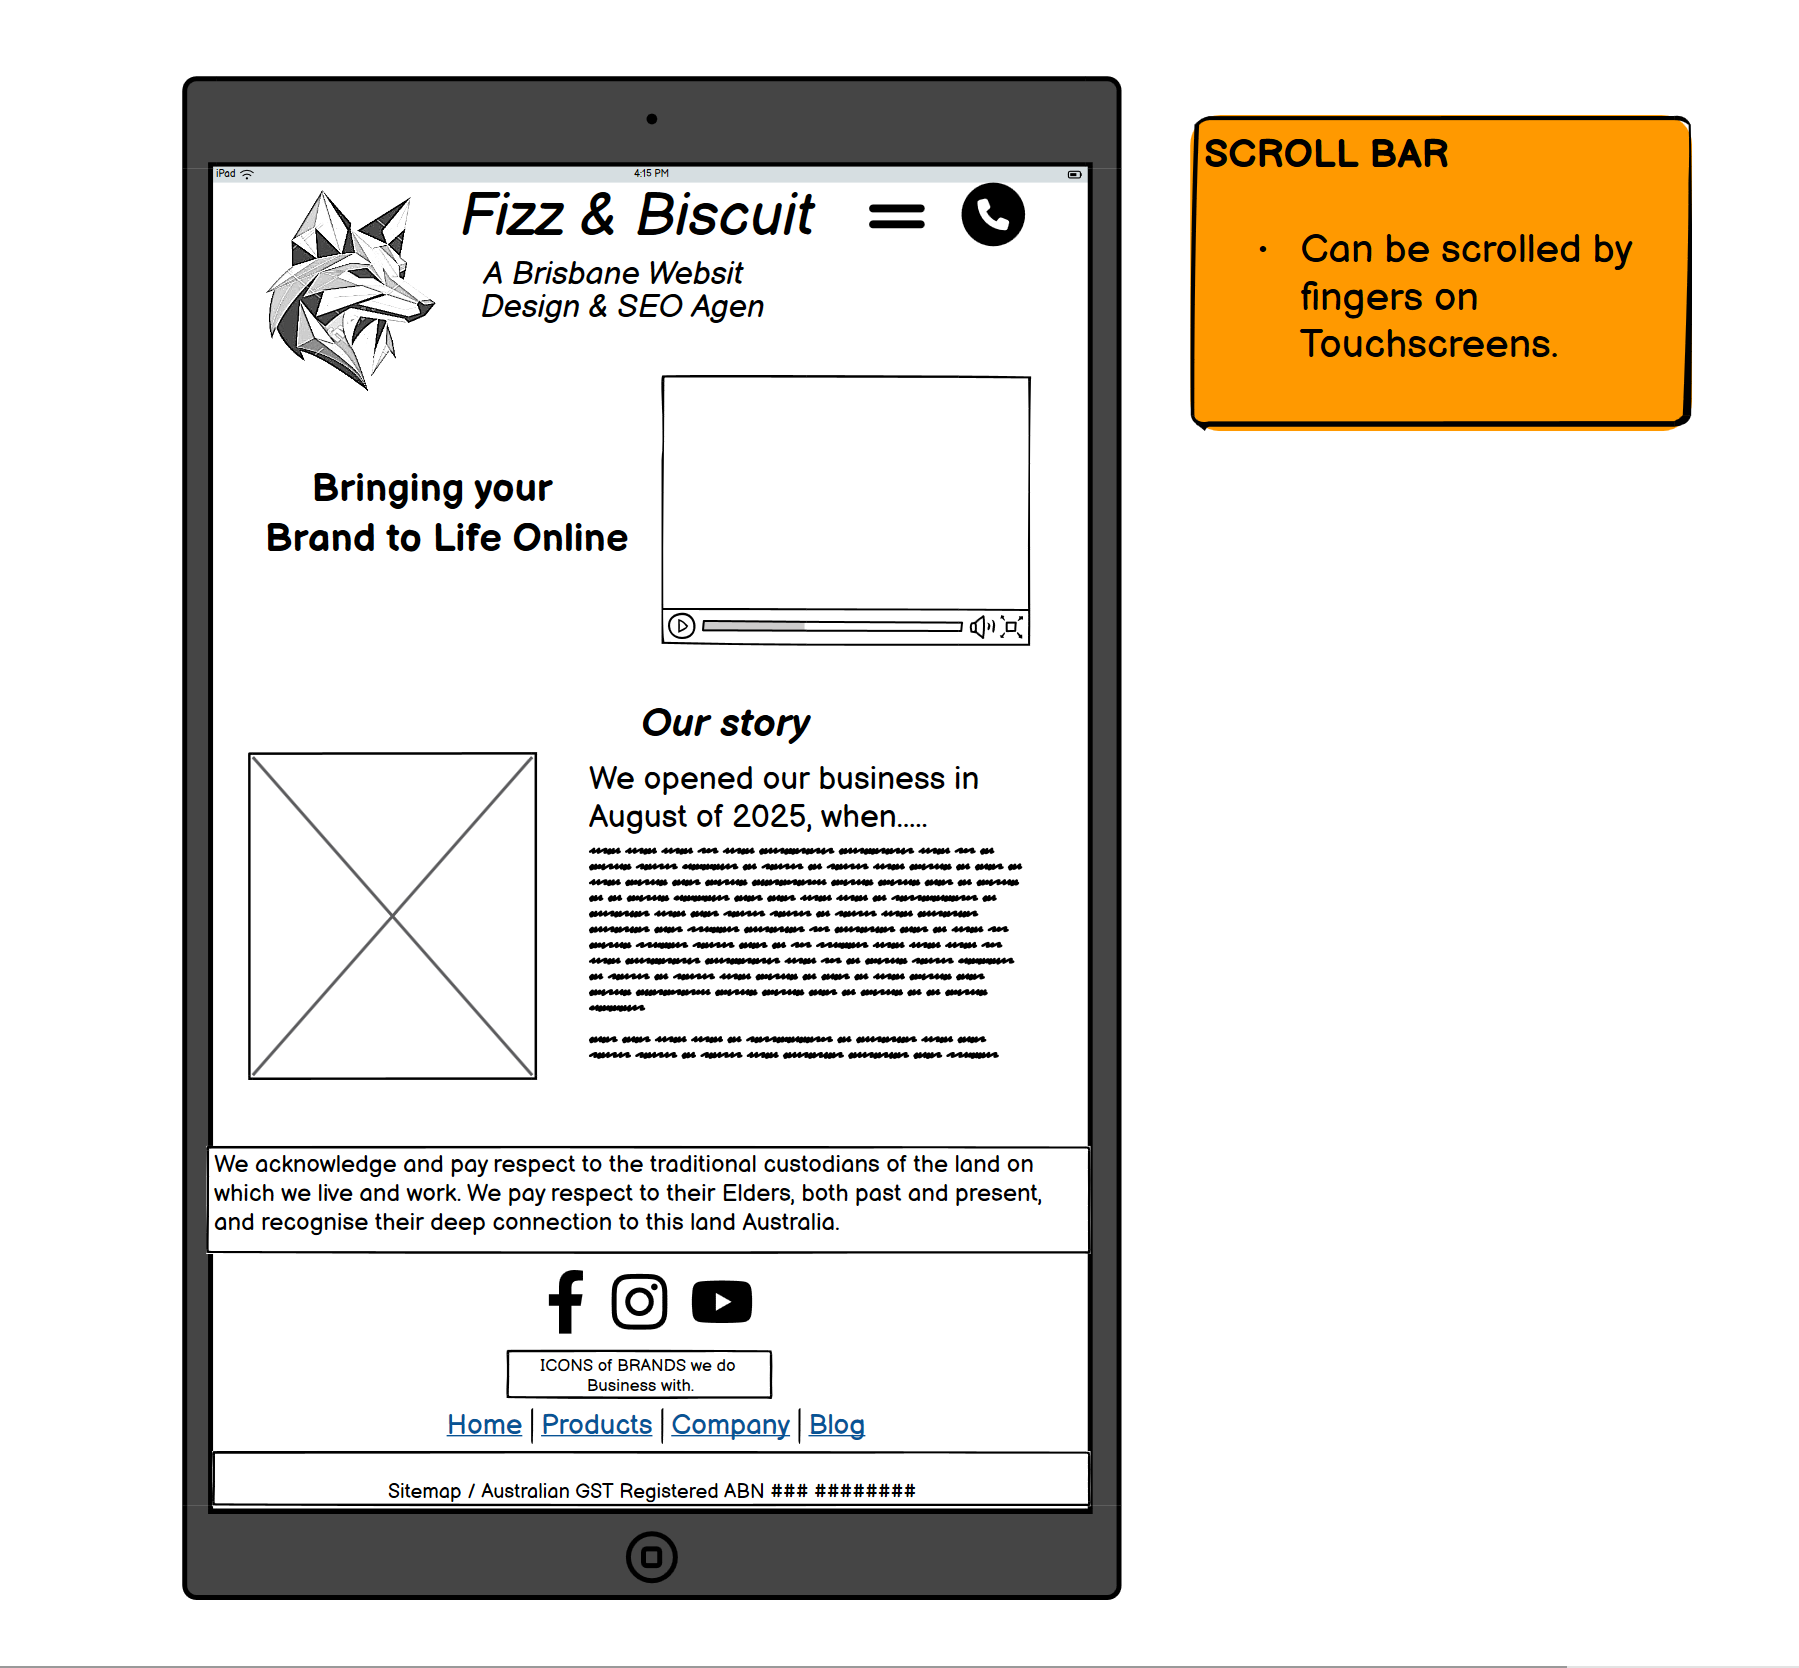 iPad
4:15 PM
Fizz & Biscuit
A Brisbane Websit
Design & SEO Agen
Bringing your
Brand to Life Online
Our story
We opened our business in
August of 2025, when.....
We acknowledge and pay respect to the traditional custodians of the land on
which we live and work. We pay respect to their Elders, both past and present,
and recognise their deep connection to this land Australia.
ICONS of BRANDS we do
Business with.
Home | Products | Company | Blog
Sitemap / Australian GST Registered ABN ### ########
SCROLL BAR
• Can be scrolled by
fingers on
Touchscreens.